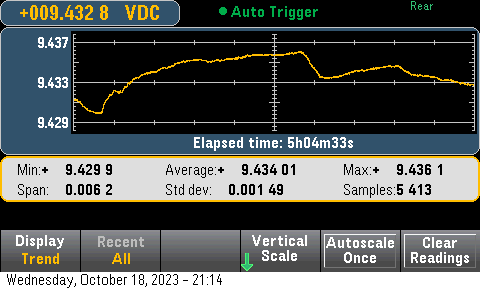 +009.432 8 VDC
Auto Trigger
Rear
9.437
9.433
9.429
Elapsed time: 5h04m33s
Min:+ 9.429 9 Average:+ 9.434 01 Max:+ 9.436 1
Span: 0.006 2 Std dev: 0.001 49 Samples:5 413
Display Recent Vertical Autoscale Clear
Trend All Scale Once Readings
Wednesday, October 18, 2023 – 21:14